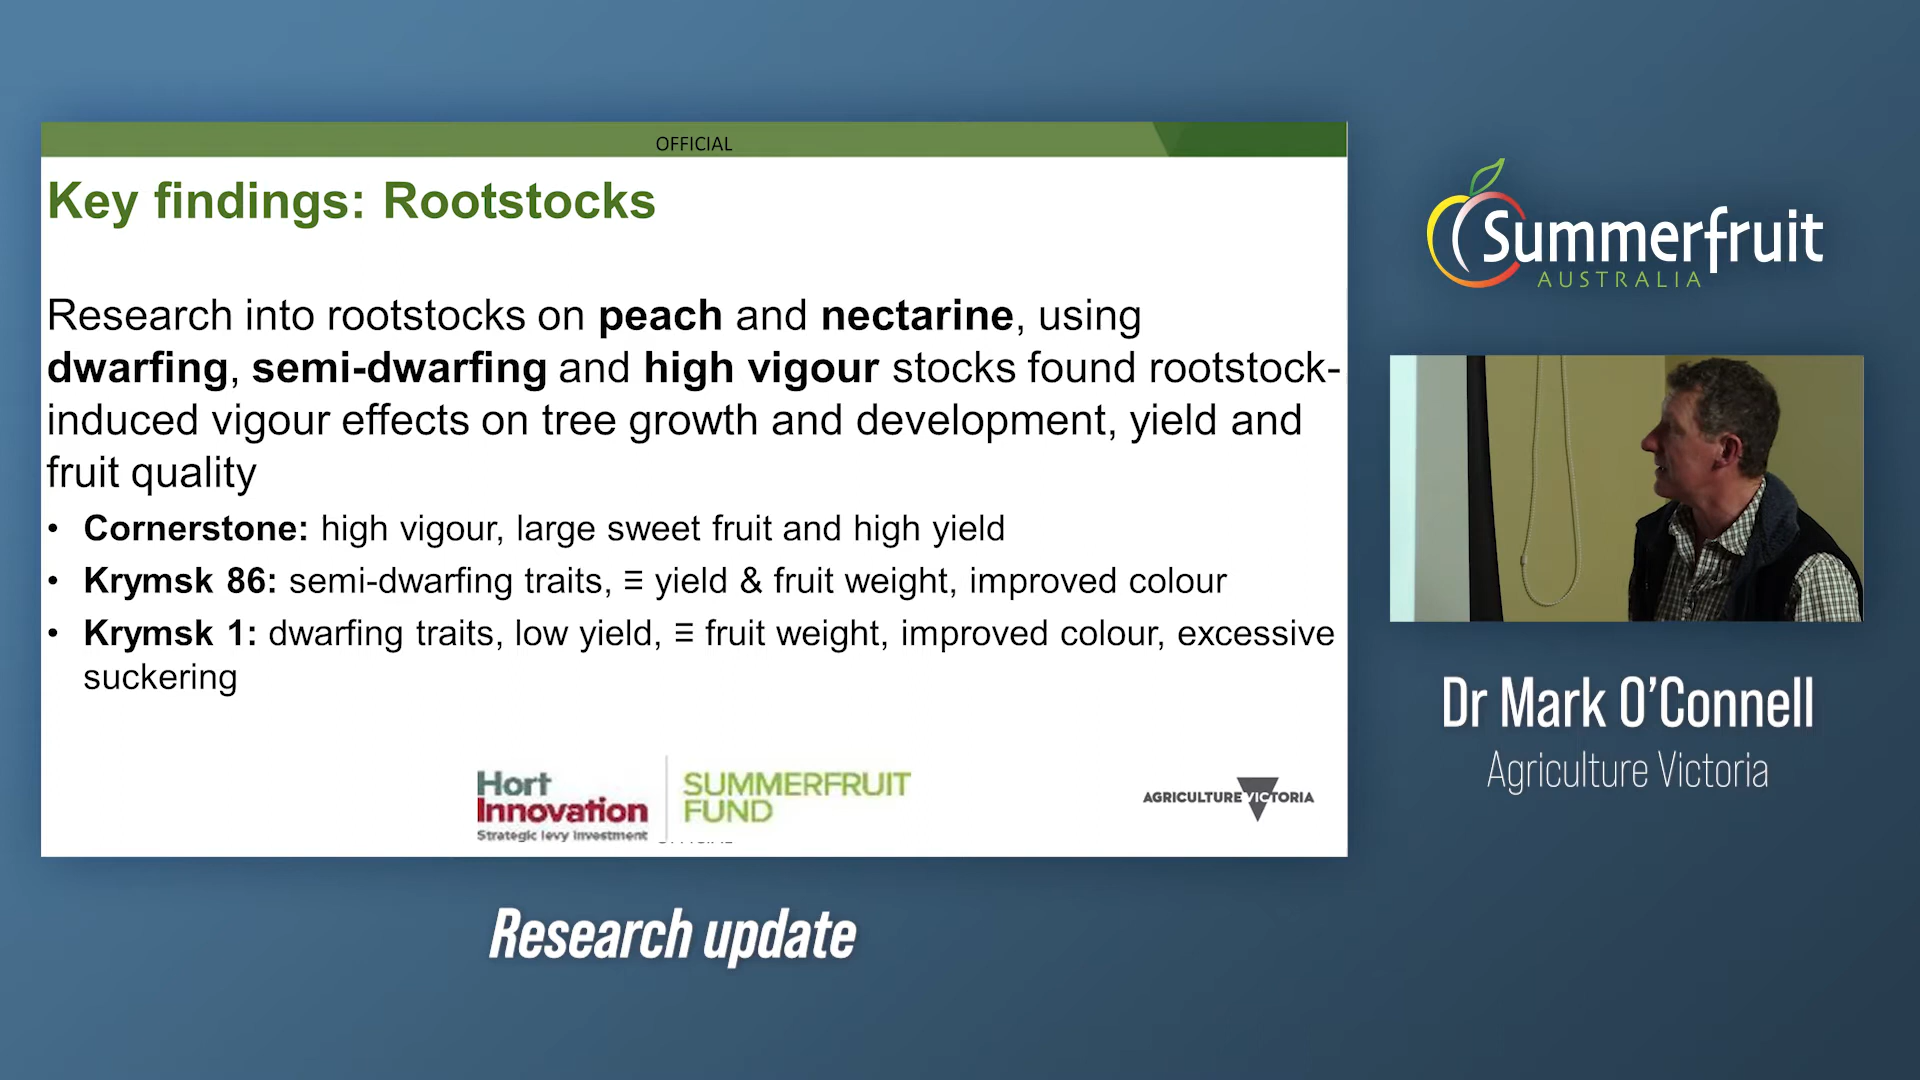 OFFICIAL
Key findings: Rootstocks
Research into rootstocks on peach and nectarine, using
dwarfing, semi-dwarfing and high vigour stocks found rootstock-
induced vigour effects on tree growth and development, yield and
fruit quality
• Cornerstone: high vigour, large sweet fruit and high yield
• Krymsk 86: semi-dwarfing traits, ≡ yield & fruit weight, improved colour
• Krymsk 1: dwarfing traits, low yield, ≡ fruit weight, improved colour, excessive
suckering
Hort
Innovation
Strategic levy investment
SUMMERFRUIT
FUND
AGRICULTURE VICTORIA
Summerfruit
AUSTRALIA
Dr Mark O'Connell
Agriculture Victoria
Research update